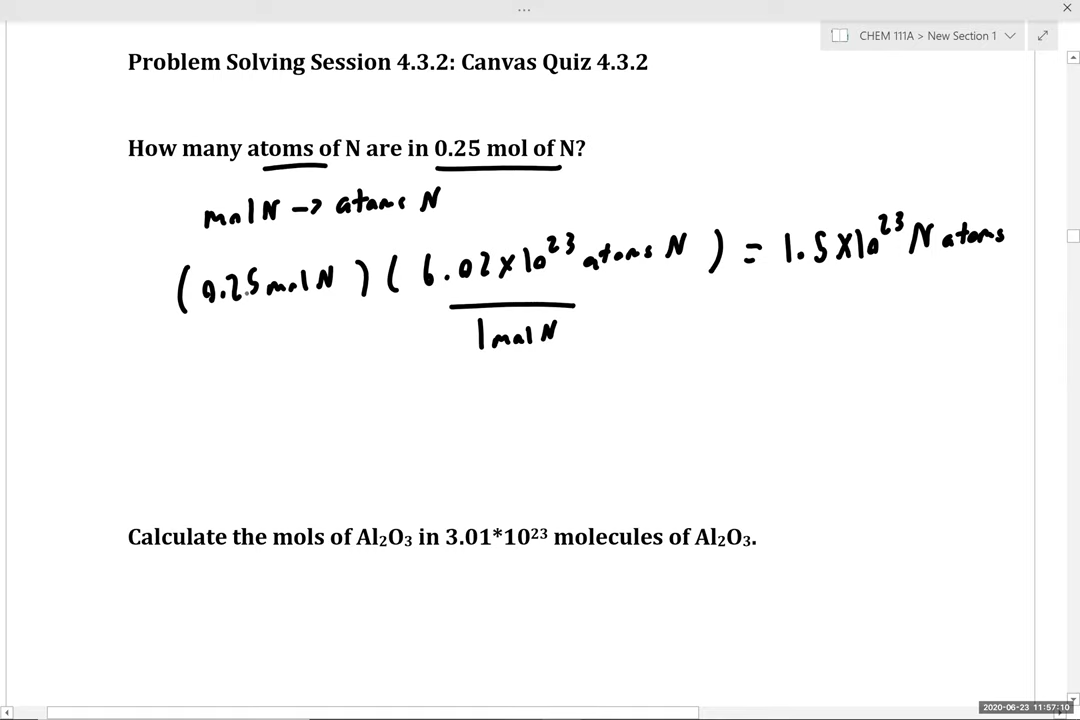 CHEM 111A > New Section 1
Problem Solving Session 4.3.2: Canvas Quiz 4.3.2
How many atoms of N are in 0.25 mol of N?
mol N -> atoms N
(0.25 mol N) (6.02 x 10²³ atoms N) = 1.5 x 10²³ N atoms
1 mol N
Calculate the mols of Al₂O₃ in 3.01*10²³ molecules of Al₂O₃.
2020-06-23 11:57:10